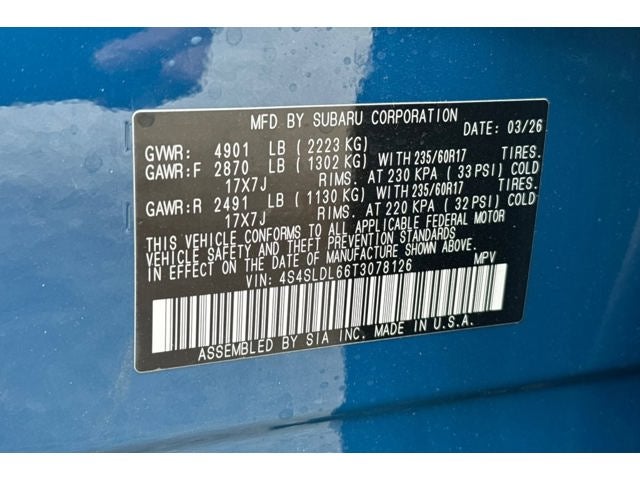 MFD BY SUBARU CORPORATION DATE: 03/26
GVWR: 4901 LB (2223 KG)
GAWR:F 2870 LB (1302 KG) WITH 235/60R17 TIRES.
17X7J RIMS. AT 230 KPA (33 PSI) COLD
GAWR:R 2491 LB (1130 KG) WITH 235/60R17 TIRES.
17X7J RIMS. AT 220 KPA (32 PSI) COLD
THIS VEHICLE CONFORMS TO ALL APPLICABLE FEDERAL MOTOR
VEHICLE SAFETY AND THEFT PREVENTION STANDARDS
IN EFFECT ON THE DATE OF MANUFACTURE SHOWN ABOVE.
VIN: 4S4SLDL66T3078126 MPV
ASSEMBLED BY SIA INC. MADE IN U.S.A.